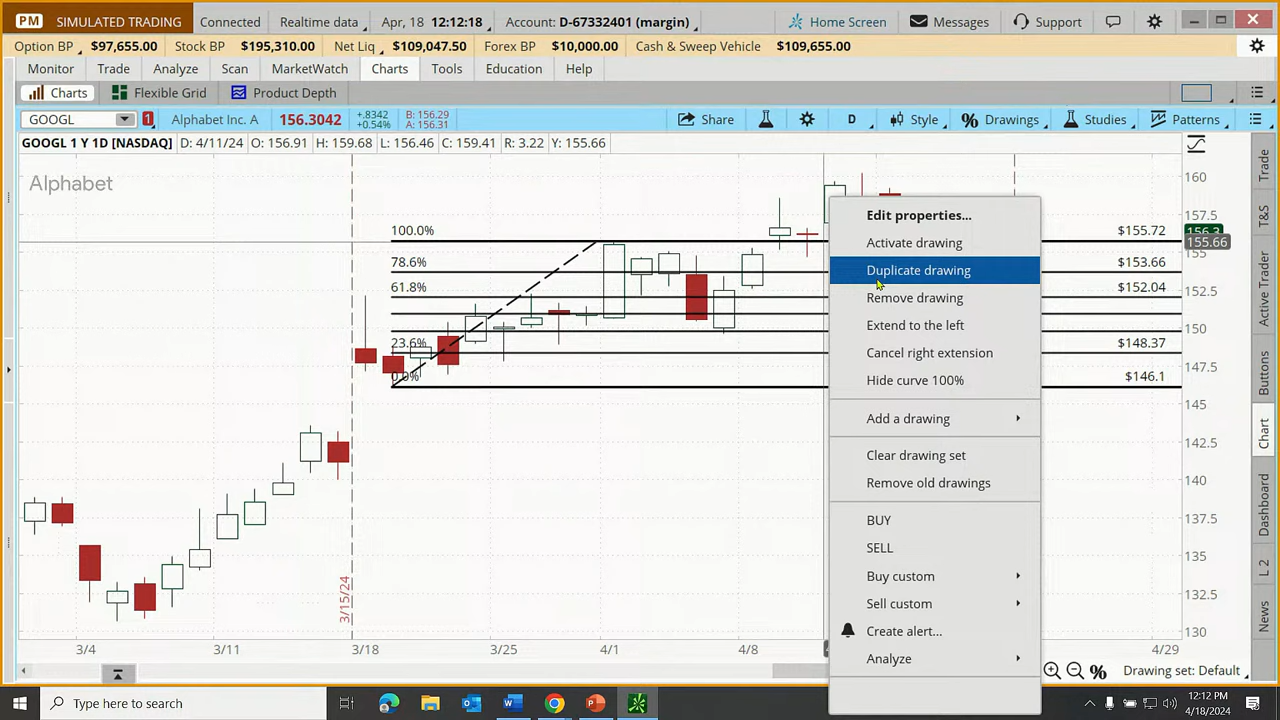 PM SIMULATED TRADING Connected Realtime data Apr, 18 12:12:18 Account: D-67332401 (margin) Home Screen Messages Support
Option BP $97,655.00 Stock BP $195,310.00 Net Liq $109,047.50 Forex BP $10,000.00 Cash & Sweep Vehicle $109,655.00
Monitor Trade Analyze Scan MarketWatch Charts Tools Education Help
Charts Flexible Grid Product Depth
GOOGL 1 Alphabet Inc. A 156.3042 +.8342 B: 156.29 Share D Style Drawings Studies Patterns
+0.54% A: 156.31
GOOGL 1 Y 1D [NASDAQ] D: 4/11/24 O: 156.91 H: 159.68 L: 156.46 C: 159.41 R: 3.22 Y: 155.66
Alphabet
160
157.5
100.0% $155.72
155.66
155
78.6% $153.66
152.5
61.8% $152.04
150
23.6% $148.37
147.5
0.0% $146.1
145
142.5
140
137.5
135
132.5
130
3/15/24
3/4 3/11 3/18 3/25 4/1 4/8 4/29
Edit properties...
Activate drawing
Duplicate drawing
Remove drawing
Extend to the left
Cancel right extension
Hide curve 100%
Add a drawing
Clear drawing set
Remove old drawings
BUY
SELL
Buy custom
Sell custom
Create alert...
Analyze
Trade
T&S
Active Trader
Buttons
Chart
Dashboard
L 2
News
Drawing set: Default
Type here to search
12:12 PM
4/18/2024